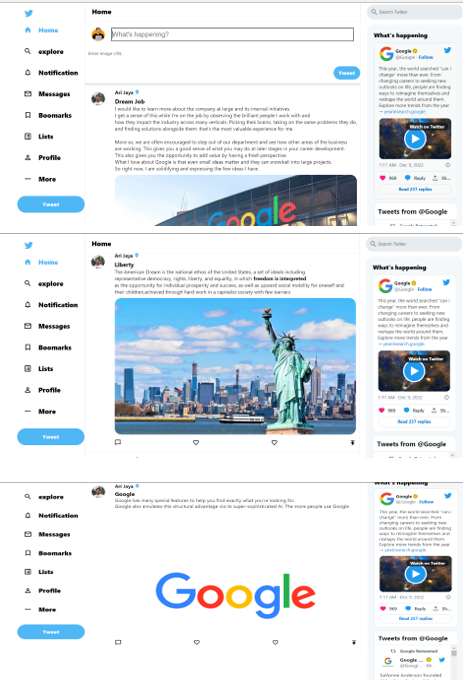 Home
Search Twitter
Home
explore
Notification
Messages
Boomarks
Lists
Profile
More
Tweet
What's happening?
Enter Image URL
Tweet
Ari Jaya
Dream Job
I would like to learn more about the company at large and its internal initiatives.
I get a sense of this while I'm on the job by observing the brilliant people I work with and
how they impact the industry across many verticals. Picking their brains, taking on the same problems they do,
and finding solutions alongside them: that's the most valuable experience for me
More so, we are often encouraged to step out of our department and see how other areas of the business
are working. This gives you a good sense of what you may do at later stages in your career development.
This also gives you the opportunity to add value by having a fresh perspective.
What I love about Google is that even small ideas matter and they can snowball into large projects.
So right now, I am solidifying and expressing the few ideas I have.
Google
What's happening
Google
@Google · Follow
This year, the world searched "can i
change" more than ever. From
changing careers to seeking new
outlooks on life, people are finding
ways to reimagine themselves and
reshape the world around them.
Explore more trends from the year
→ yearinsearch.google.
Watch on Twitter
1:17 AM · Dec 9, 2022
969 Reply Sh...
Read 237 replies
Tweets from @Google
Google Retweeted
Home
Search Twitter
Home
explore
Notification
Messages
Boomarks
Lists
Profile
More
Tweet
Ari Jaya
Liberty
The American Dream is the national ethos of the United States, a set of ideals including
representative democracy, rights, liberty, and equality, in which freedom is interpreted
as the opportunity for individual prosperity and success, as well as upward social mobility for oneself and
their children,achieved through hard work in a capitalist society with few barriers
What's happening
Google
@Google · Follow
This year, the world searched "can i
change" more than ever. From
changing careers to seeking new
outlooks on life, people are finding
ways to reimagine themselves and
reshape the world around them.
Explore more trends from the year
→ yearinsearch.google.
Watch on Twitter
1:17 AM · Dec 9, 2022
969 Reply Sh...
Read 237 replies
Tweets from @Google
explore
Notification
Messages
Boomarks
Lists
Profile
More
Tweet
Ari Jaya
Google
Google has many special features to help you find exactly what you're looking for.
Google also emulates this structural advantage via its super-sophisticated AI: The more people use Google
Google
What's happening
Google
@Google · Follow
This year, the world searched "can i
change" more than ever. From
changing careers to seeking new
outlooks on life, people are finding
ways to reimagine themselves and
reshape the world around them.
Explore more trends from the year
→ yearinsearch.google.
Watch on Twitter
1:17 AM · Dec 9, 2022
969 Reply Sh...
Read 237 replies
Tweets from @Google
Google Retweeted
Google ...
@Googl...
SaVonne Anderson founded